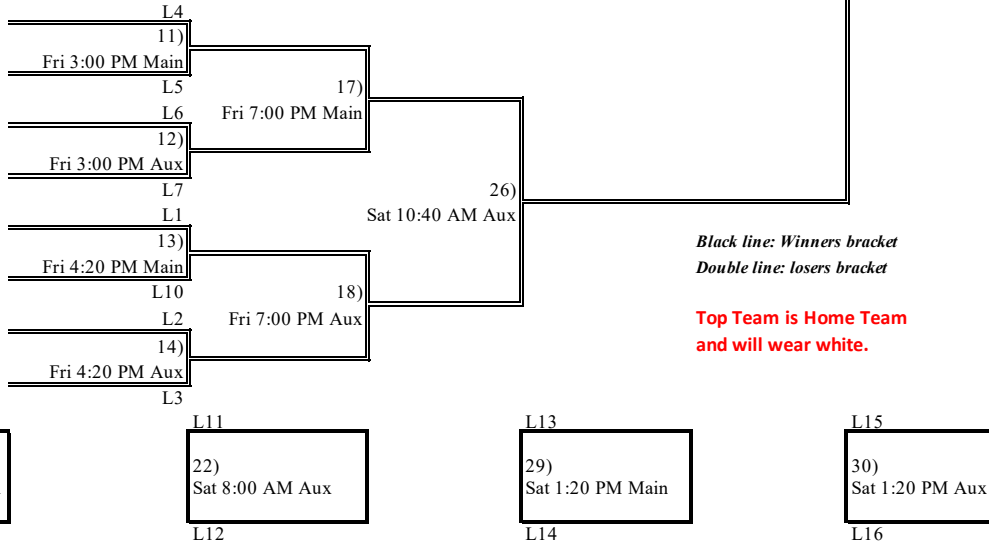 L4
11)
Fri 3:00 PM Main
L5
17)
L6
Fri 7:00 PM Main
12)
Fri 3:00 PM Aux
L7
26)
L1
Sat 10:40 AM Aux
13)
Black line: Winners bracket
Fri 4:20 PM Main
Double line: losers bracket
L10
18)
L2
Fri 7:00 PM Aux
Top Team is Home Team
14)
and will wear white.
Fri 4:20 PM Aux
L3
L11
L13
L15
22)
29)
30)
Sat 8:00 AM Aux
Sat 1:20 PM Main
Sat 1:20 PM Aux
L12
L14
L16